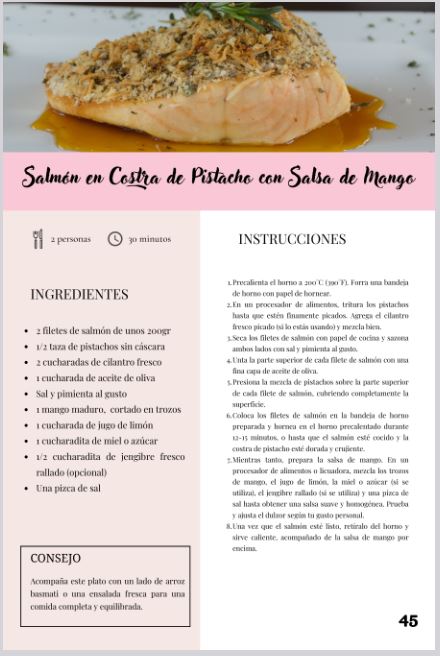 Salmón en Costra de Pistacho con Salsa de Mango
2 personas
30 minutos
INGREDIENTES
2 filetes de salmón de unos 200gr
1/2 taza de pistachos sin cáscara
2 cucharadas de cilantro fresco
1 cucharada de aceite de oliva
Sal y pimienta al gusto
1 mango maduro, cortado en trozos
1 cucharada de jugo de limón
1 cucharadita de miel o azúcar
1/2 cucharadita de jengibre fresco
rallado (opcional)
Una pizca de sal
CONSEJO
Acompaña este plato con un lado de arroz
basmati o una ensalada fresca para una
comida completa y equilibrada.
INSTRUCCIONES
1. Precalienta el horno a 200°C (390°F). Forra una bandeja
de horno con papel de hornear.
2. En un procesador de alimentos, tritura los pistachos
hasta que estén finamente picados. Agrega el cilantro
fresco picado (si lo estás usando) y mezcla bien.
3. Seca los filetes de salmón con papel de cocina y sazona
ambos lados con sal y pimienta al gusto.
4. Unta la parte superior de cada filete de salmón con una
fina capa de aceite de oliva.
5. Presiona la mezcla de pistachos sobre la parte superior
de cada filete de salmón, cubriendo completamente la
superficie.
6. Coloca los filetes de salmón en la bandeja de horno
preparada y hornea en el horno precalentado durante
12-15 minutos, o hasta que el salmón esté cocido y la
costra de pistacho esté dorada y crujiente.
7. Mientras tanto, prepara la salsa de mango. En un
procesador de alimentos o licuadora, mezcla los trozos
de mango, el jugo de limón, la miel o azúcar (si se
utiliza), el jengibre rallado (si se utiliza) y una pizca de
sal hasta obtener una salsa suave y homogénea. Prueba
y ajusta el dulzor según tu gusto personal.
8. Una vez que el salmón esté listo, retíralo del horno y
sirve caliente, acompañado de la salsa de mango por
encima.
45